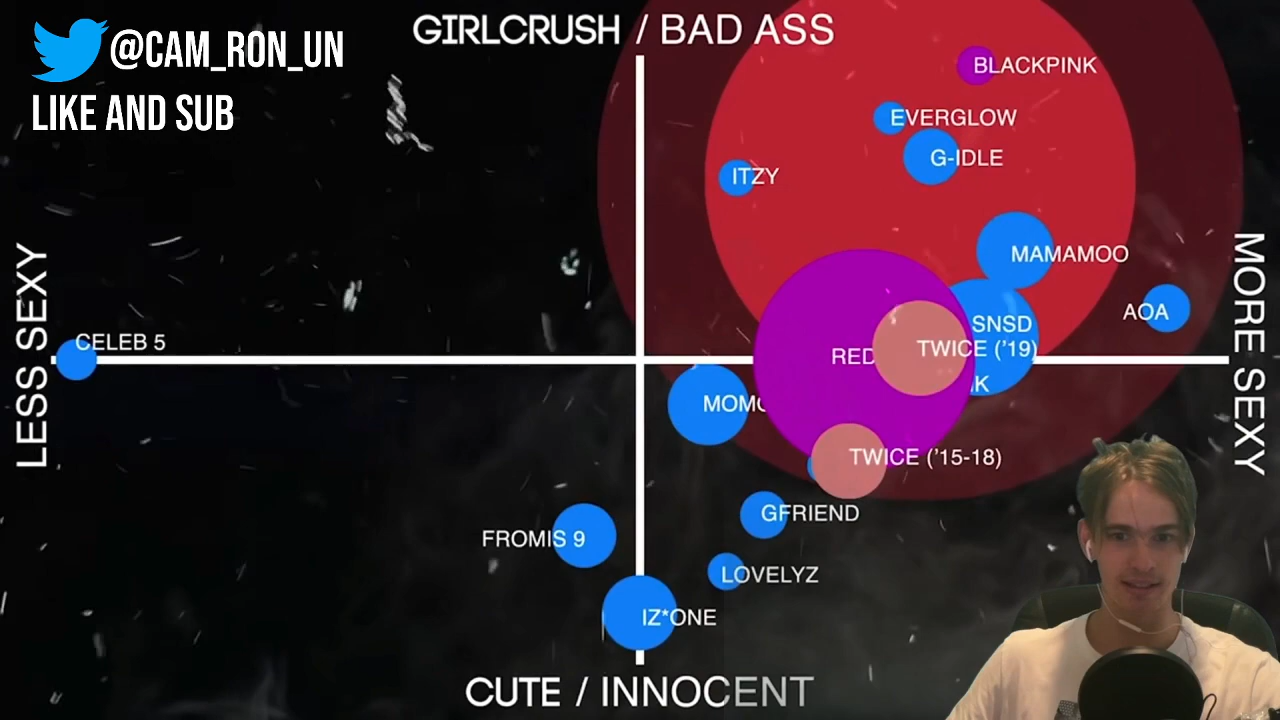 GIRLCRUSH / BAD ASS
@CAM_RON_UN
LIKE AND SUB
BLACKPINK
EVERGLOW
G-IDLE
ITZY
MAMAMOO
AOA
SNSD
TWICE ('19)
RED
CELEB 5
LESS SEXY
MORE SEXY
TWICE ('15-18)
GFRIEND
FROMIS 9
LOVELYZ
IZ*ONE
CUTE / INNOCENT